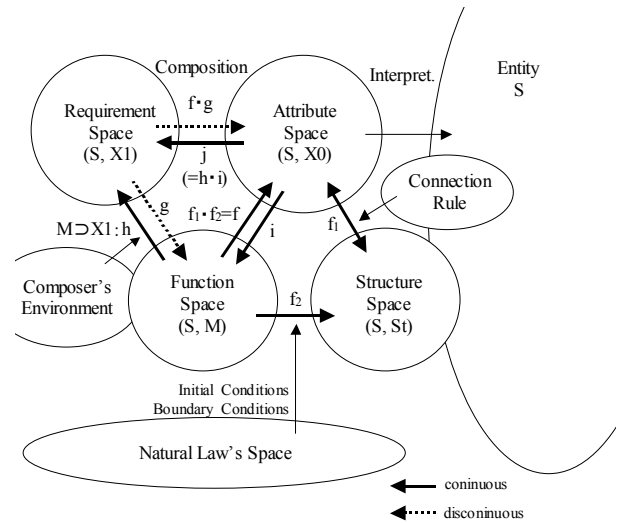 Composition
Interpret.
Entity
S
Requirement
Space
(S, X1)
f・g
j
(=h・i)
Attribute
Space
(S, X0)
Connection
Rule
g
M⊃X1:h
f₁・f₂=f
i
f₁
Composer's
Environment
Function
Space
(S, M)
f₂
Structure
Space
(S, St)
Initial Conditions
Boundary Conditions
Natural Law's Space
coninuous
disconinuous